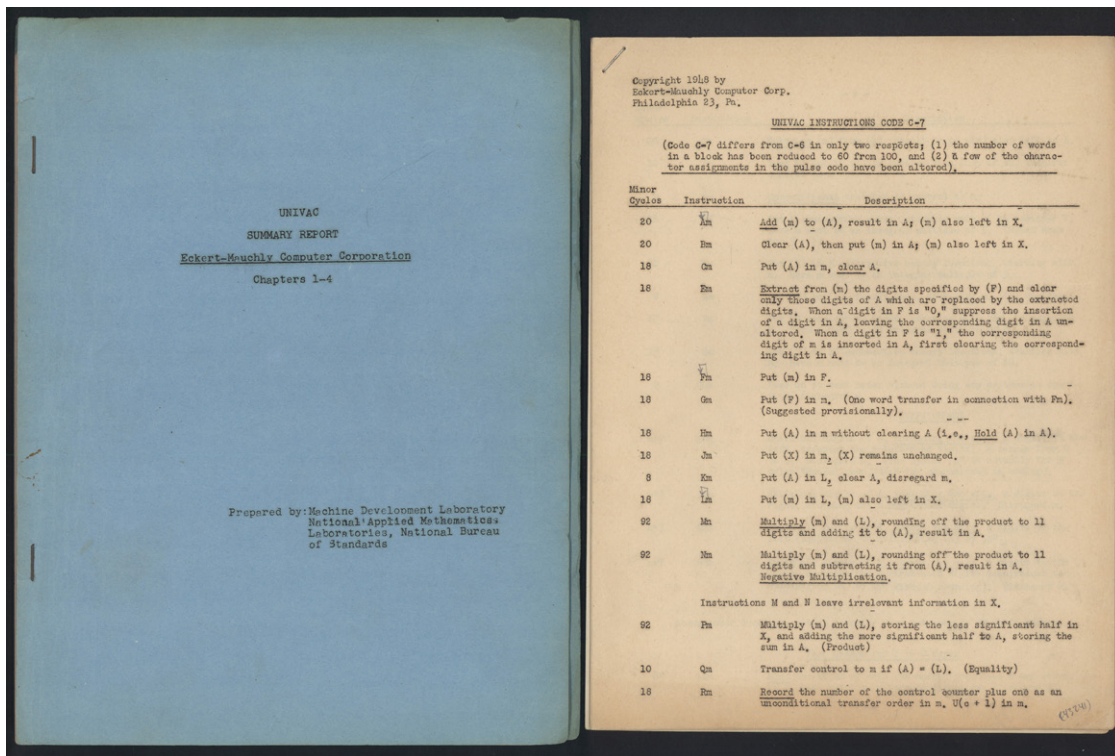 UNIVAC
SUMMARY REPORT
Eckert-Mauchly Computer Corporation
Chapters 1-4
Prepared by: Machine Development Laboratory
National Applied Mathematics
Laboratories, National Bureau
of Standards
Copyright 1948 by
Eckert-Mauchly Computer Corp.
Philadelphia 23, Pa.
UNIVAC INSTRUCTIONS CODE C-7
(Code C-7 differs from C-6 in only two respects; (1) the number of words
in a block has been reduced to 60 from 100, and (2) a few of the charac-
ter assignments in the pulse code have been altered).
Minor
Cycles Instruction Description
20 Am Add (m) to (A), result in A; (m) also left in X.
20 Bm Clear (A), then put (m) in A; (m) also left in X.
18 Cm Put (A) in m, clear A.
18 Em Extract from (m) the digits specified by (F) and clear
only those digits of A which are replaced by the extracted
digits. When a digit in F is "0," suppress the insertion
of a digit in A, leaving the corresponding digit in A un-
altered. When a digit in F is "1," the corresponding
digit of m is inserted in A, first clearing the correspond-
ing digit in A.
18 Fm Put (m) in F.
18 Gm Put (F) in m. (One word transfer in connection with Fm).
(Suggested provisionally).
18 Hm Put (A) in m without clearing A (i.e., Hold (A) in A).
18 Jm Put (X) in m, (X) remains unchanged.
8 Km Put (A) in L, clear A, disregard m.
18 Lm Put (m) in L, (m) also left in X.
92 Mm Multiply (m) and (L), rounding off the product to 11
digits and adding it to (A), result in A.
92 Nm Multiply (m) and (L), rounding off the product to 11
digits and subtracting it from (A), result in A.
Negative Multiplication.
Instructions M and N leave irrelevant information in X.
92 Pm Multiply (m) and (L), storing the less significant half in
X, and adding the more significant half to A, storing the
sum in A. (Product)
10 Qm Transfer control to m if (A) = (L). (Equality)
18 Rm Record the number of the control counter plus one as an
unconditional transfer order in m. U(c + 1) in m.